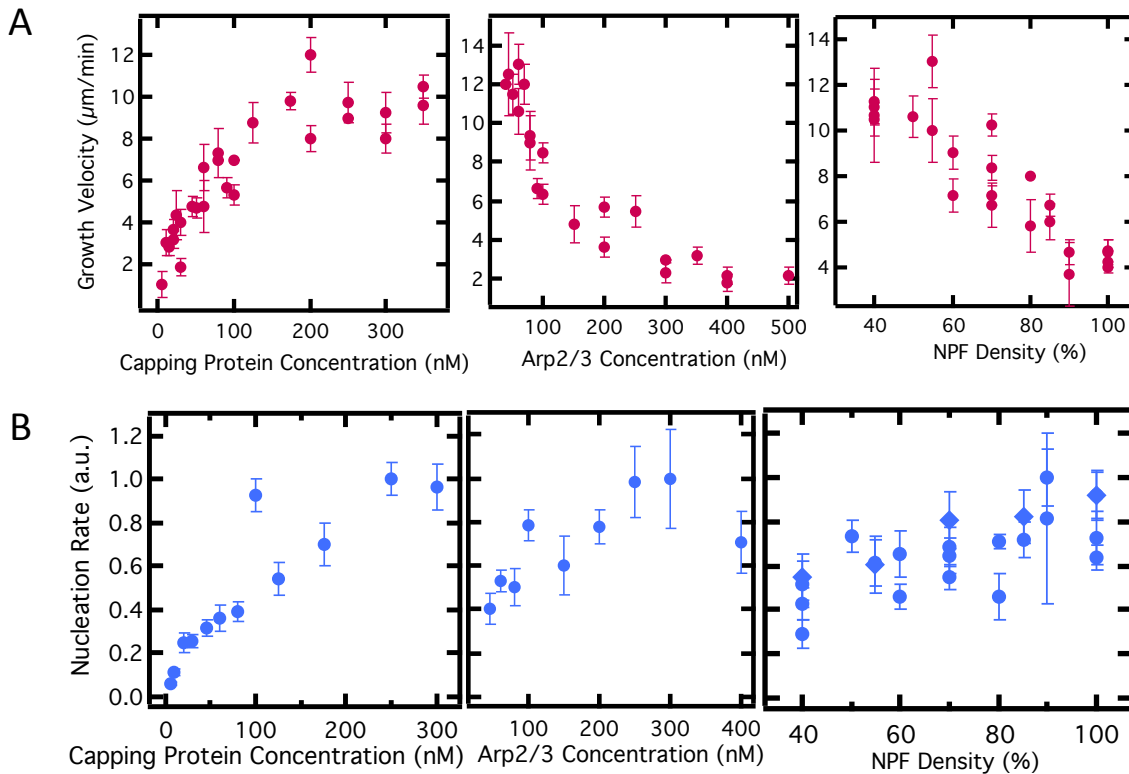 A
Growth Velocity (µm/min)
12
10
8
6
4
2
0 100 200 300
Capping Protein Concentration (nM)
14
12
10
8
6
4
2
100 200 300 400 500
Arp2/3 Concentration (nM)
14
12
10
8
6
4
40 60 80 100
NPF Density (%)
B
Nucleation Rate (a.u.)
1.2
1.0
0.8
0.6
0.4
0.2
0.0
0 100 200 300
Capping Protein Concentration (nM)
100 200 300 400
Arp2/3 Concentration (nM)
40 60 80 100
NPF Density (%)